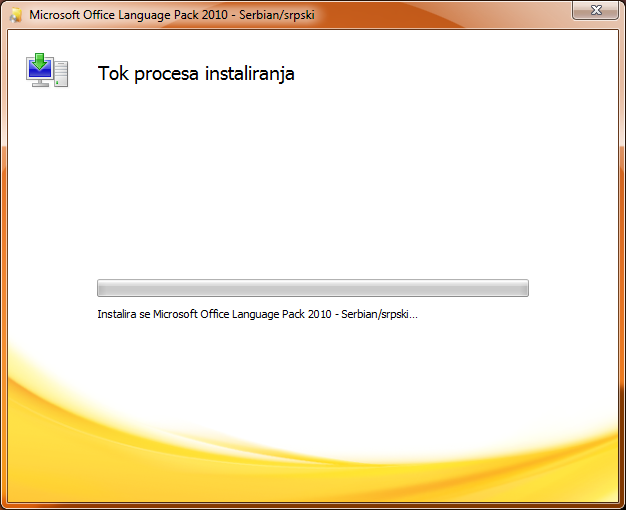 Microsoft Office Language Pack 2010 - Serbian/srpski
Tok procesa instaliranja
Instalira se Microsoft Office Language Pack 2010 - Serbian/srpski...